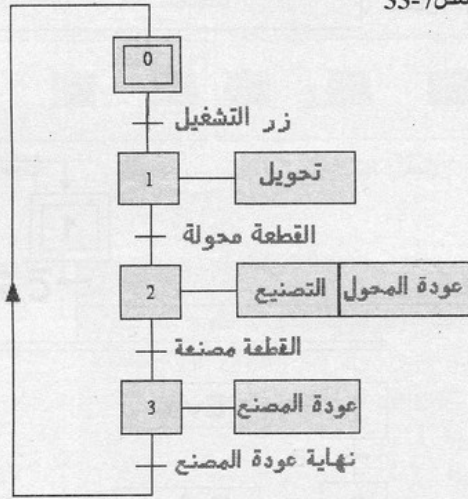 0
زر التشغيل
1
تحويل
القطعة محولة
2
التصنيع
عودة المحول
القطعة مصنعة
3
عودة المصنع
نهاية عودة المصنع